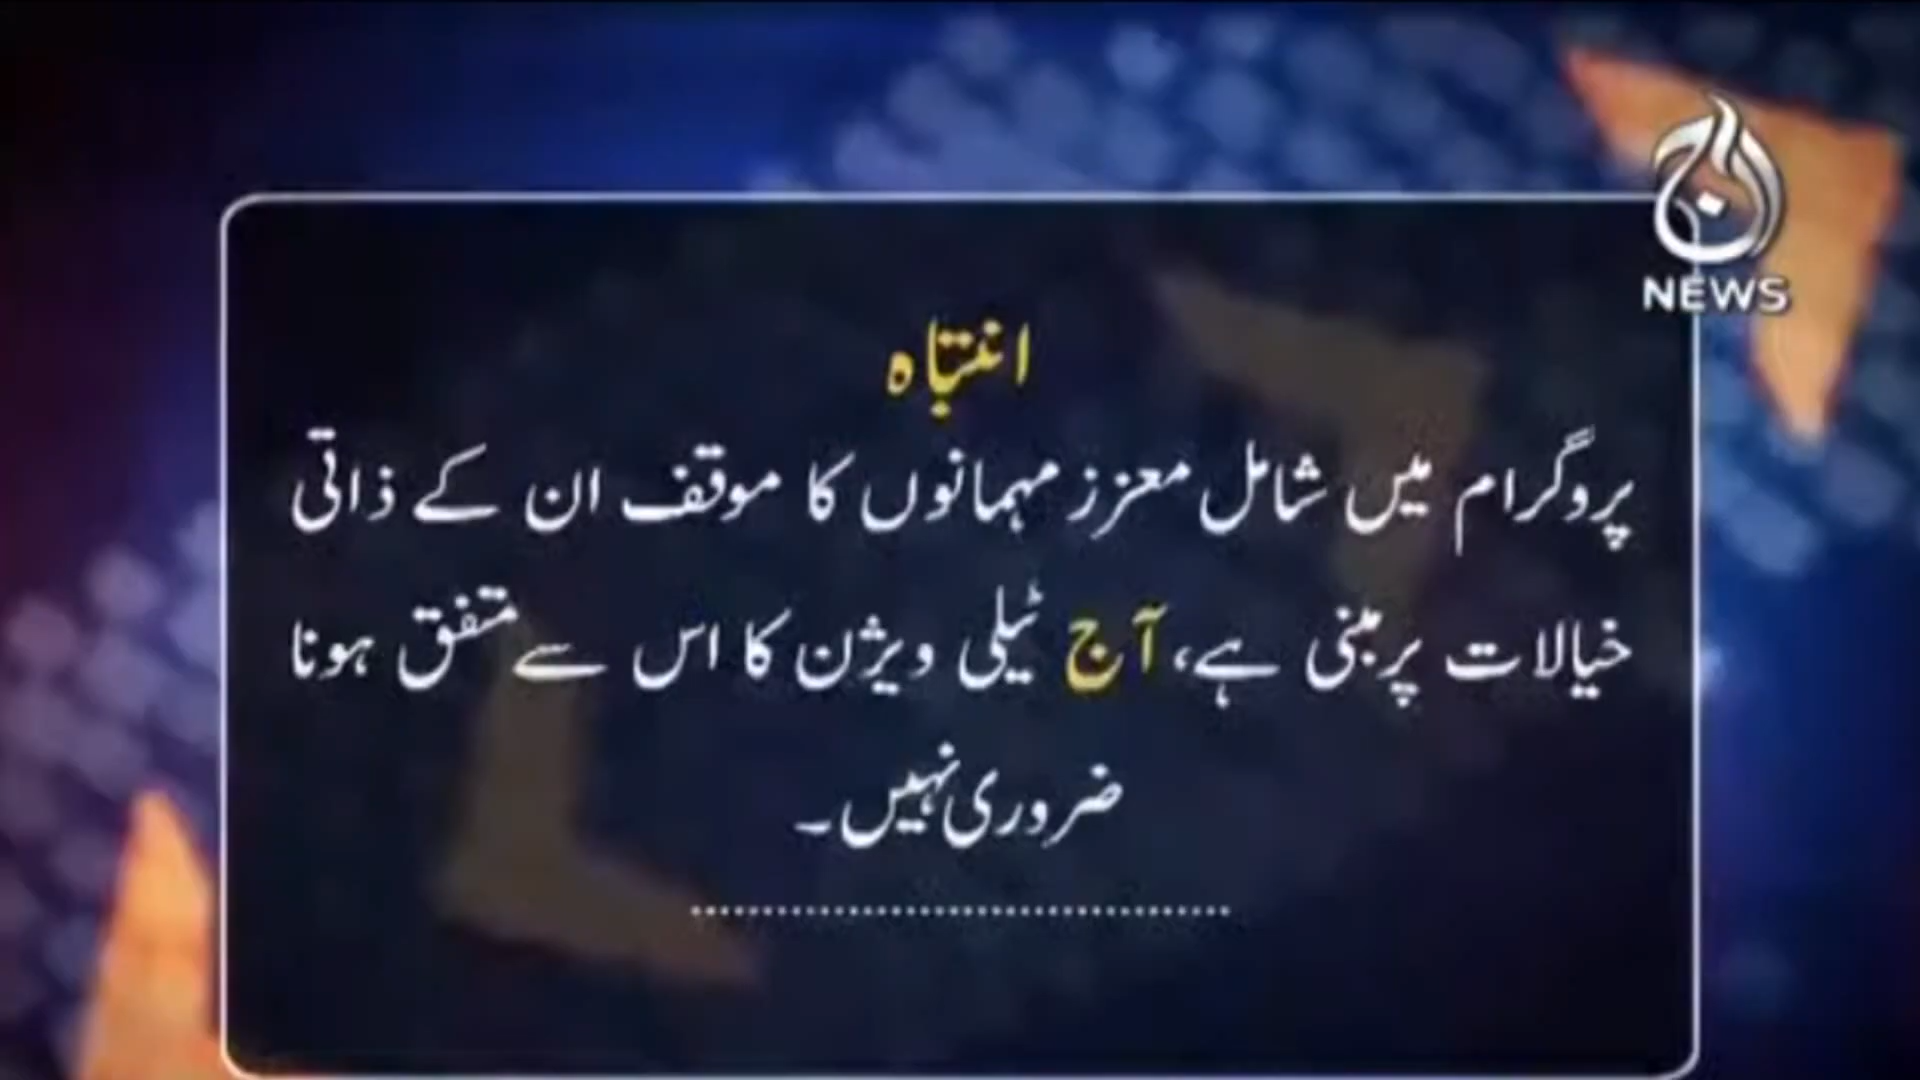 آج
NEWS
انتباہ
پروگرام میں شامل معزز مہمانوں کا موقف ان کے ذاتی
خیالات پر مبنی ہے، آج ٹیلی ویژن کا اس سے متفق ہونا
ضروری نہیں۔